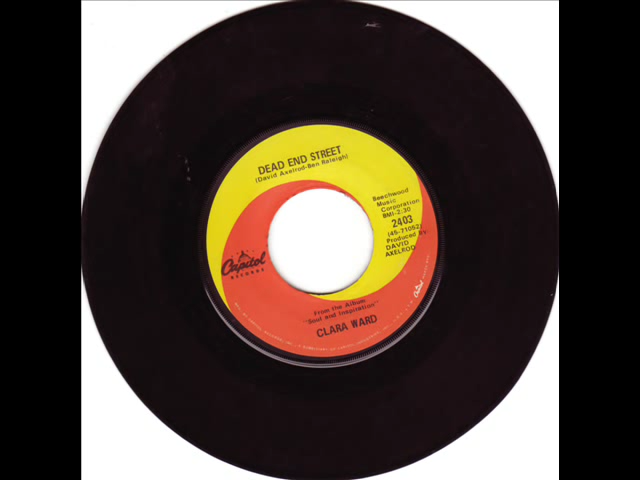 DEAD END STREET
(David Axelrod-Ben Raleigh)
Beechwood
Music
Corporation
BMI-2:30
2403
(45-71052)
Produced By
DAVID
AXELROD
Capitol
RECORDS
From the Album
"Soul and Inspiration"
CLARA WARD